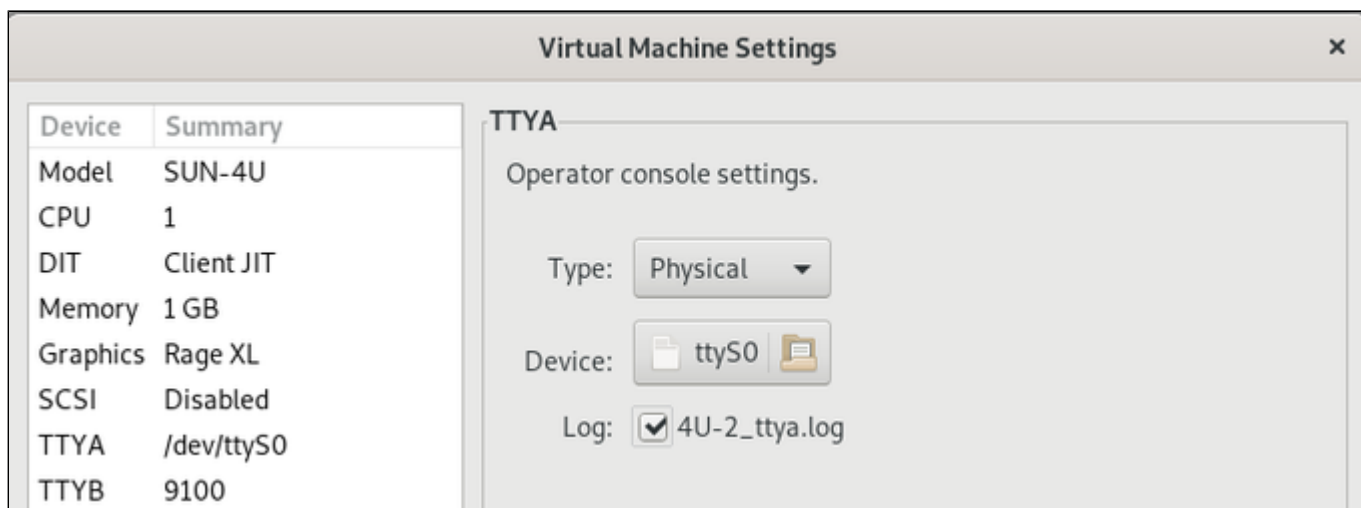 Virtual Machine Settings
Device Summary
Model SUN-4U
CPU 1
DIT Client JIT
Memory 1 GB
Graphics Rage XL
SCSI Disabled
TTYA /dev/ttyS0
TTYB 9100
TTYA
Operator console settings.
Type: Physical
Device: ttyS0
Log: 4U-2_ttya.log